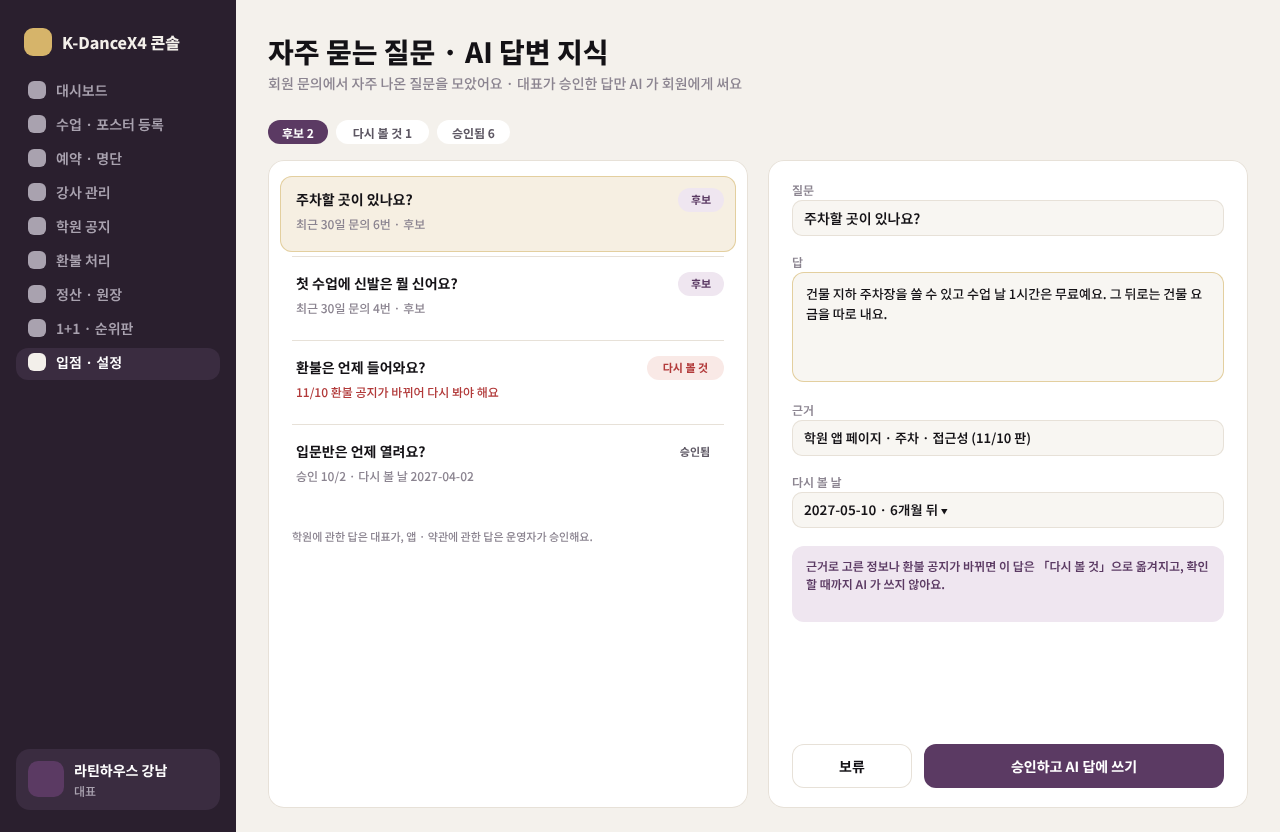 K-DanceX4 콘솔
대시보드
수업 · 포스터 등록
예약 · 명단
강사 관리
학원 공지
환불 처리
정산 · 원장
1+1 · 순위판
입점 · 설정
라틴하우스 강남
대표
자주 묻는 질문 · AI 답변 지식
회원 문의에서 자주 나온 질문을 모았어요 · 대표가 승인한 답만 AI 가 회원에게 써요
후보 2
다시 볼 것 1
승인됨 6
주차할 곳이 있나요?
후보
최근 30일 문의 6번 · 후보
첫 수업에 신발은 뭘 신어요?
후보
최근 30일 문의 4번 · 후보
환불은 언제 들어와요?
다시 볼 것
11/10 환불 공지가 바뀌어 다시 봐야 해요
입문반은 언제 열려요?
승인됨
승인 10/2 · 다시 볼 날 2027-04-02
학원에 관한 답은 대표가, 앱 · 약관에 관한 답은 운영자가 승인해요.
질문
주차할 곳이 있나요?
답
건물 지하 주차장을 쓸 수 있고 수업 날 1시간은 무료예요. 그 뒤로는 건물 요
금을 따로 내요.
근거
학원 앱 페이지 · 주차 · 접근성 (11/10 판)
다시 볼 날
2027-05-10 · 6개월 뒤 ▾
근거로 고른 정보나 환불 공지가 바뀌면 이 답은 「다시 볼 것」으로 옮겨지고, 확인
할 때까지 AI 가 쓰지 않아요.
보류
승인하고 AI 답에 쓰기